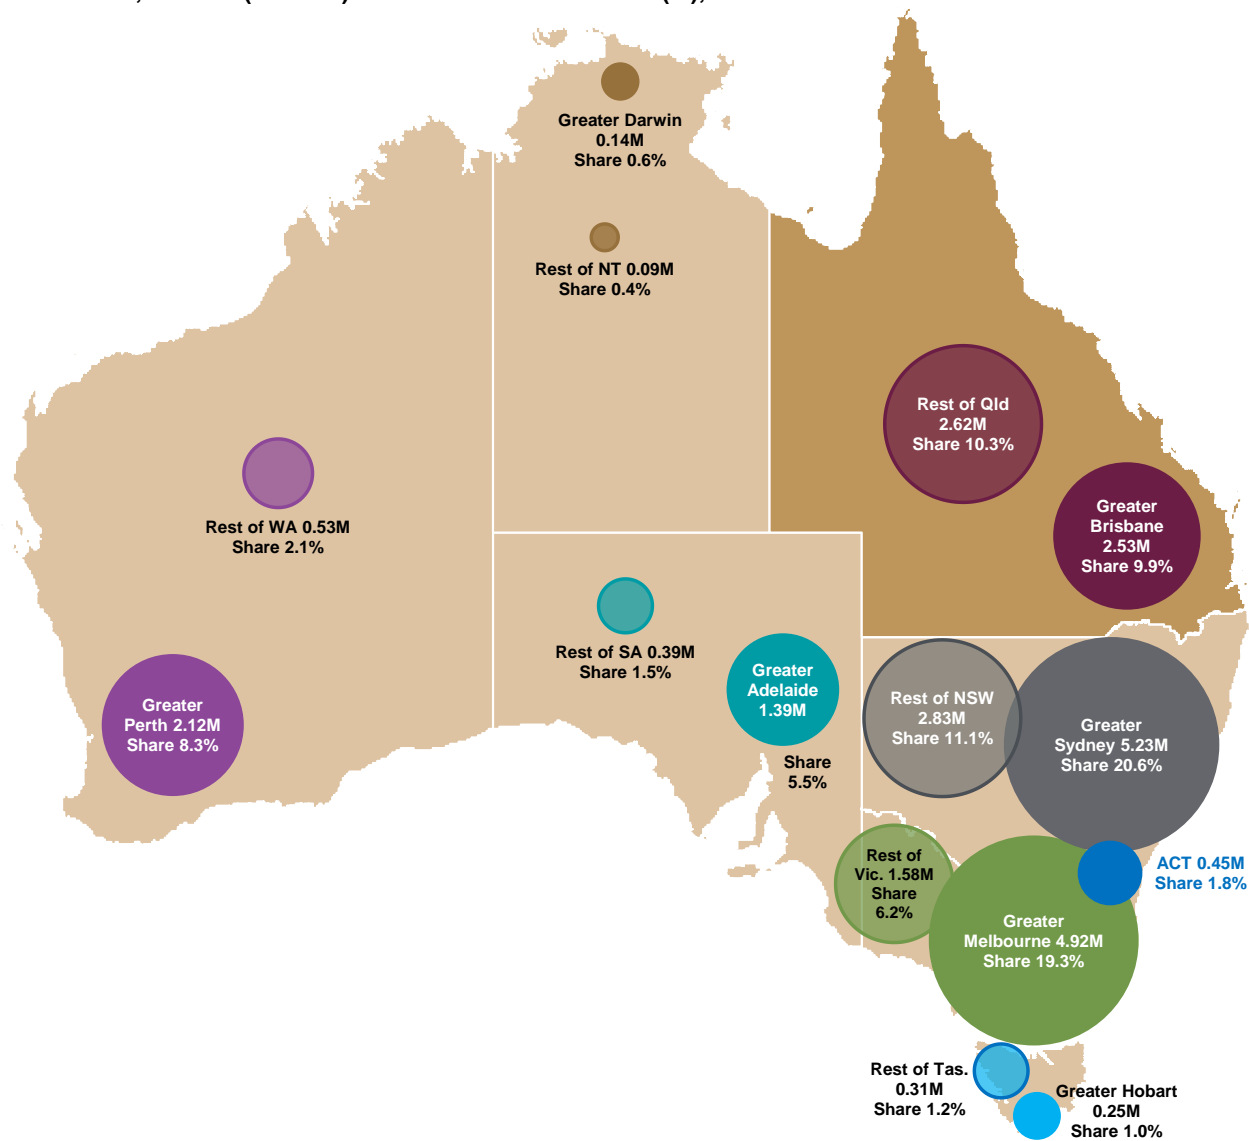 Greater Darwin
0.14M
Share 0.6%
Rest of NT 0.09M
Share 0.4%
Rest of Qld
2.62M
Share 10.3%
Greater
Brisbane
2.53M
Share 9.9%
Rest of WA 0.53M
Share 2.1%
Rest of SA 0.39M
Share 1.5%
Greater
Adelaide
1.39M
Share
5.5%
Greater
Perth 2.12M
Share 8.3%
Rest of NSW
2.83M
Share 11.1%
Greater
Sydney 5.23M
Share 20.6%
Rest of
Vic. 1.58M
Share
6.2%
ACT 0.45M
Share 1.8%
Greater
Melbourne 4.92M
Share 19.3%
Rest of Tas.
0.31M
Share 1.2%
Greater Hobart
0.25M
Share 1.0%